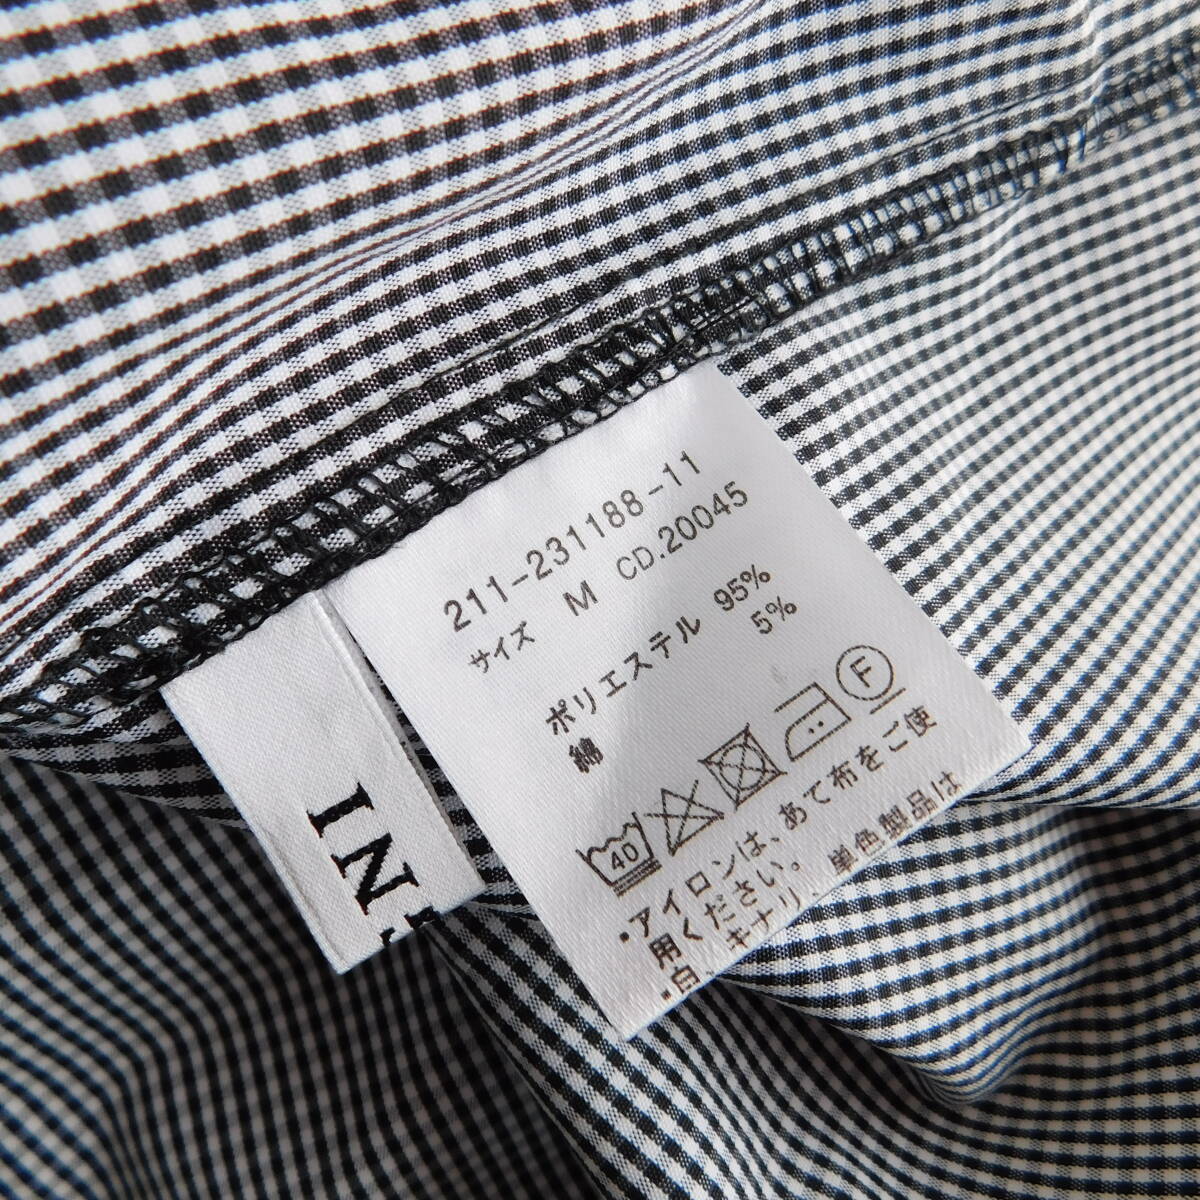 211-231188-11
サイズ M CD.20045
ポリエステル 95%
綿 5%
40 F
・アイロンは、あて布をご使
用ください。
・白、キナリ、単色製品は
IN